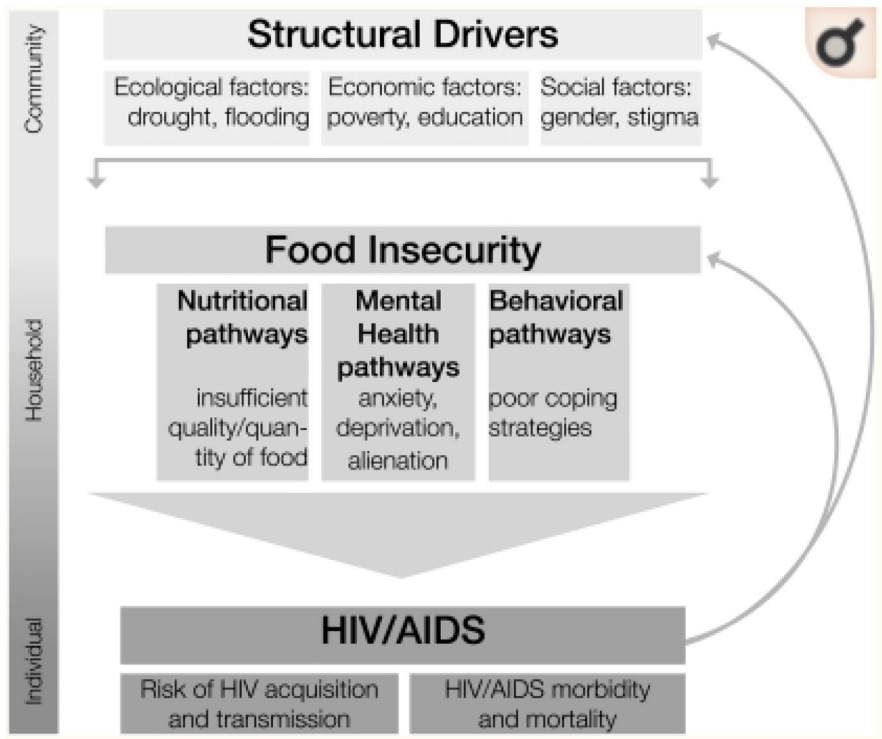 Community
Structural Drivers
Ecological factors:
drought, flooding
Economic factors:
poverty, education
Social factors:
gender, stigma
Household
Food Insecurity
Nutritional
pathways
insufficient
quality/quan-
tity of food
Mental
Health
pathways
anxiety,
deprivation,
alienation
Behavioral
pathways
poor coping
strategies
Individual
HIV/AIDS
Risk of HIV acquisition
and transmission
HIV/AIDS morbidity
and mortality